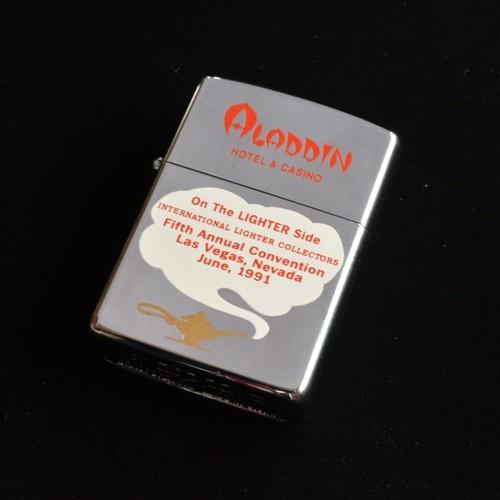 ALADDIN
HOTEL & CASINO
On The LIGHTER Side
INTERNATIONAL LIGHTER COLLECTORS
Fifth Annual Convention
Las Vegas, Nevada
June, 1991